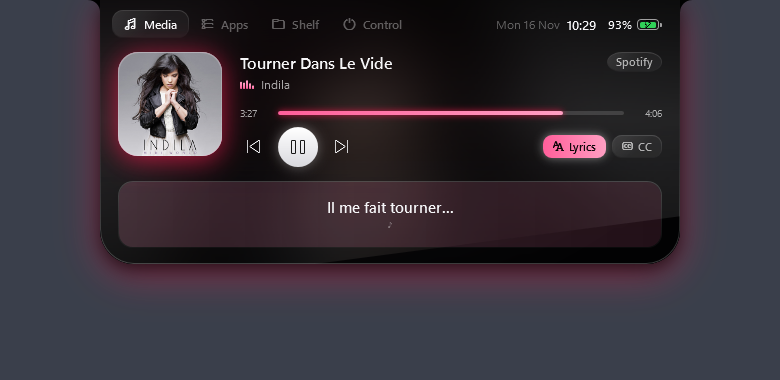 Media Apps Shelf Control Mon 16 Nov 10:29 93%
Tourner Dans Le Vide Spotify
Indila
3:27 4:06
INDILA
Lyrics CC
Il me fait tourner...
♪